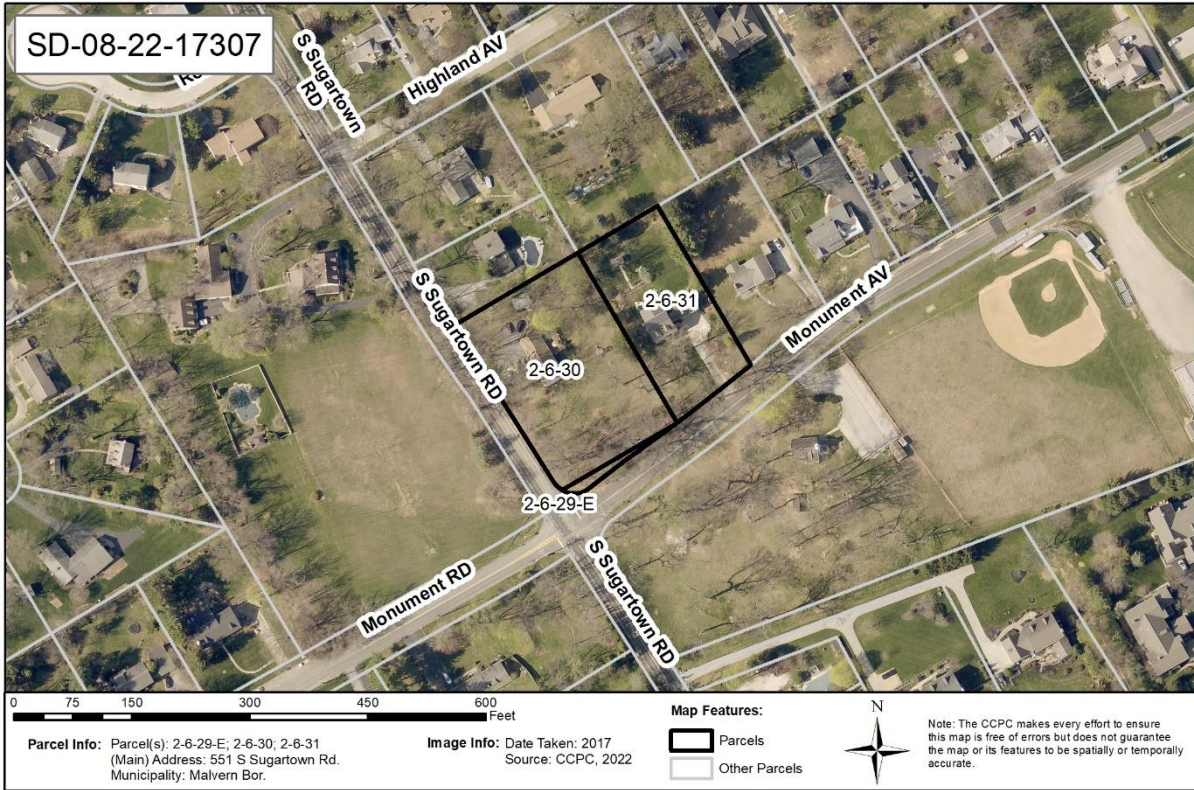 SD-08-22-17307
S Sugartown
RD
Highland AV
S Sugartown RD
2-6-31
Monument AV
2-6-30
2-6-29-E
Monument RD
S Sugartown RD
0 75 150 300 450 600
Feet
Parcel Info: Parcel(s): 2-6-29-E; 2-6-30; 2-6-31
(Main) Address: 551 S Sugartown Rd.
Municipality: Malvern Bor.
Image Info: Date Taken: 2017
Source: CCPC, 2022
Map Features:
Parcels
Other Parcels
N
Note: The CCPC makes every effort to ensure
this map is free of errors but does not guarantee
the map or its features to be spatially or temporally
accurate.